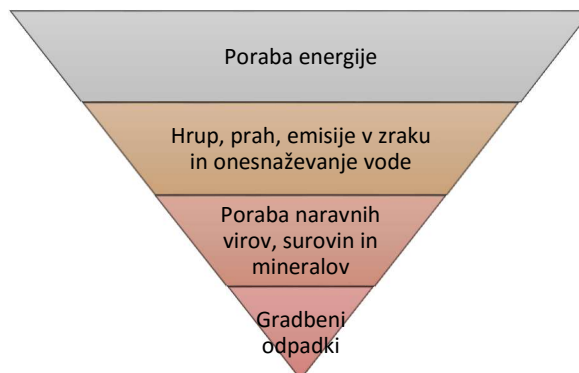 Poraba energije
Hrup, prah, emisije v zraku
in onesnaževanje vode
Poraba naravnih
virov, surovin in
mineralov
Gradbeni
odpadki